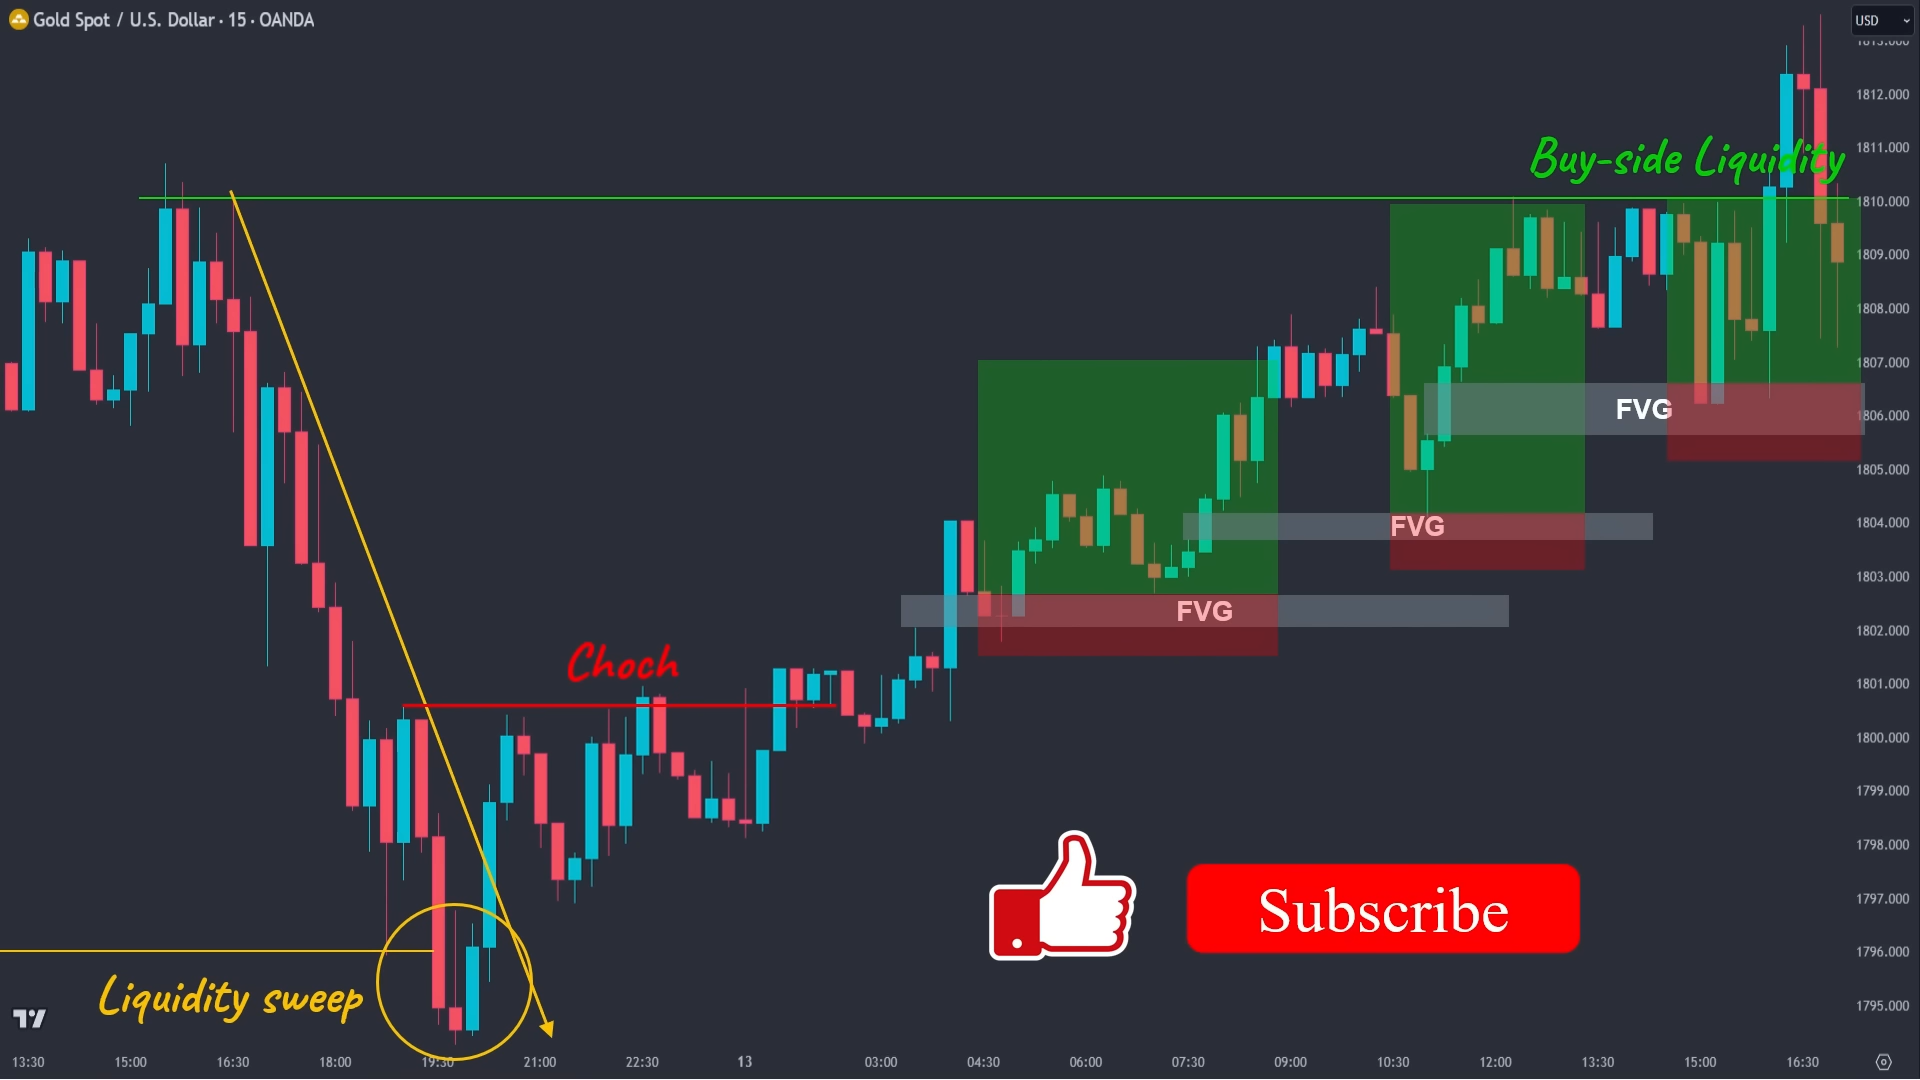 Gold Spot / U.S. Dollar · 15 · OANDA
USD
1813.000
1812.000
Buy-side Liquidity
1811.000
1810.000
1809.000
1808.000
1807.000
FVG
1806.000
1805.000
FVG
1804.000
1803.000
FVG
1802.000
Choch
1801.000
1800.000
1799.000
1798.000
1797.000
Subscribe
1796.000
Liquidity sweep
1795.000
13:30 15:00 16:30 18:00 19:30 21:00 22:30 13 03:00 04:30 06:00 07:30 09:00 10:30 12:00 13:30 15:00 16:30